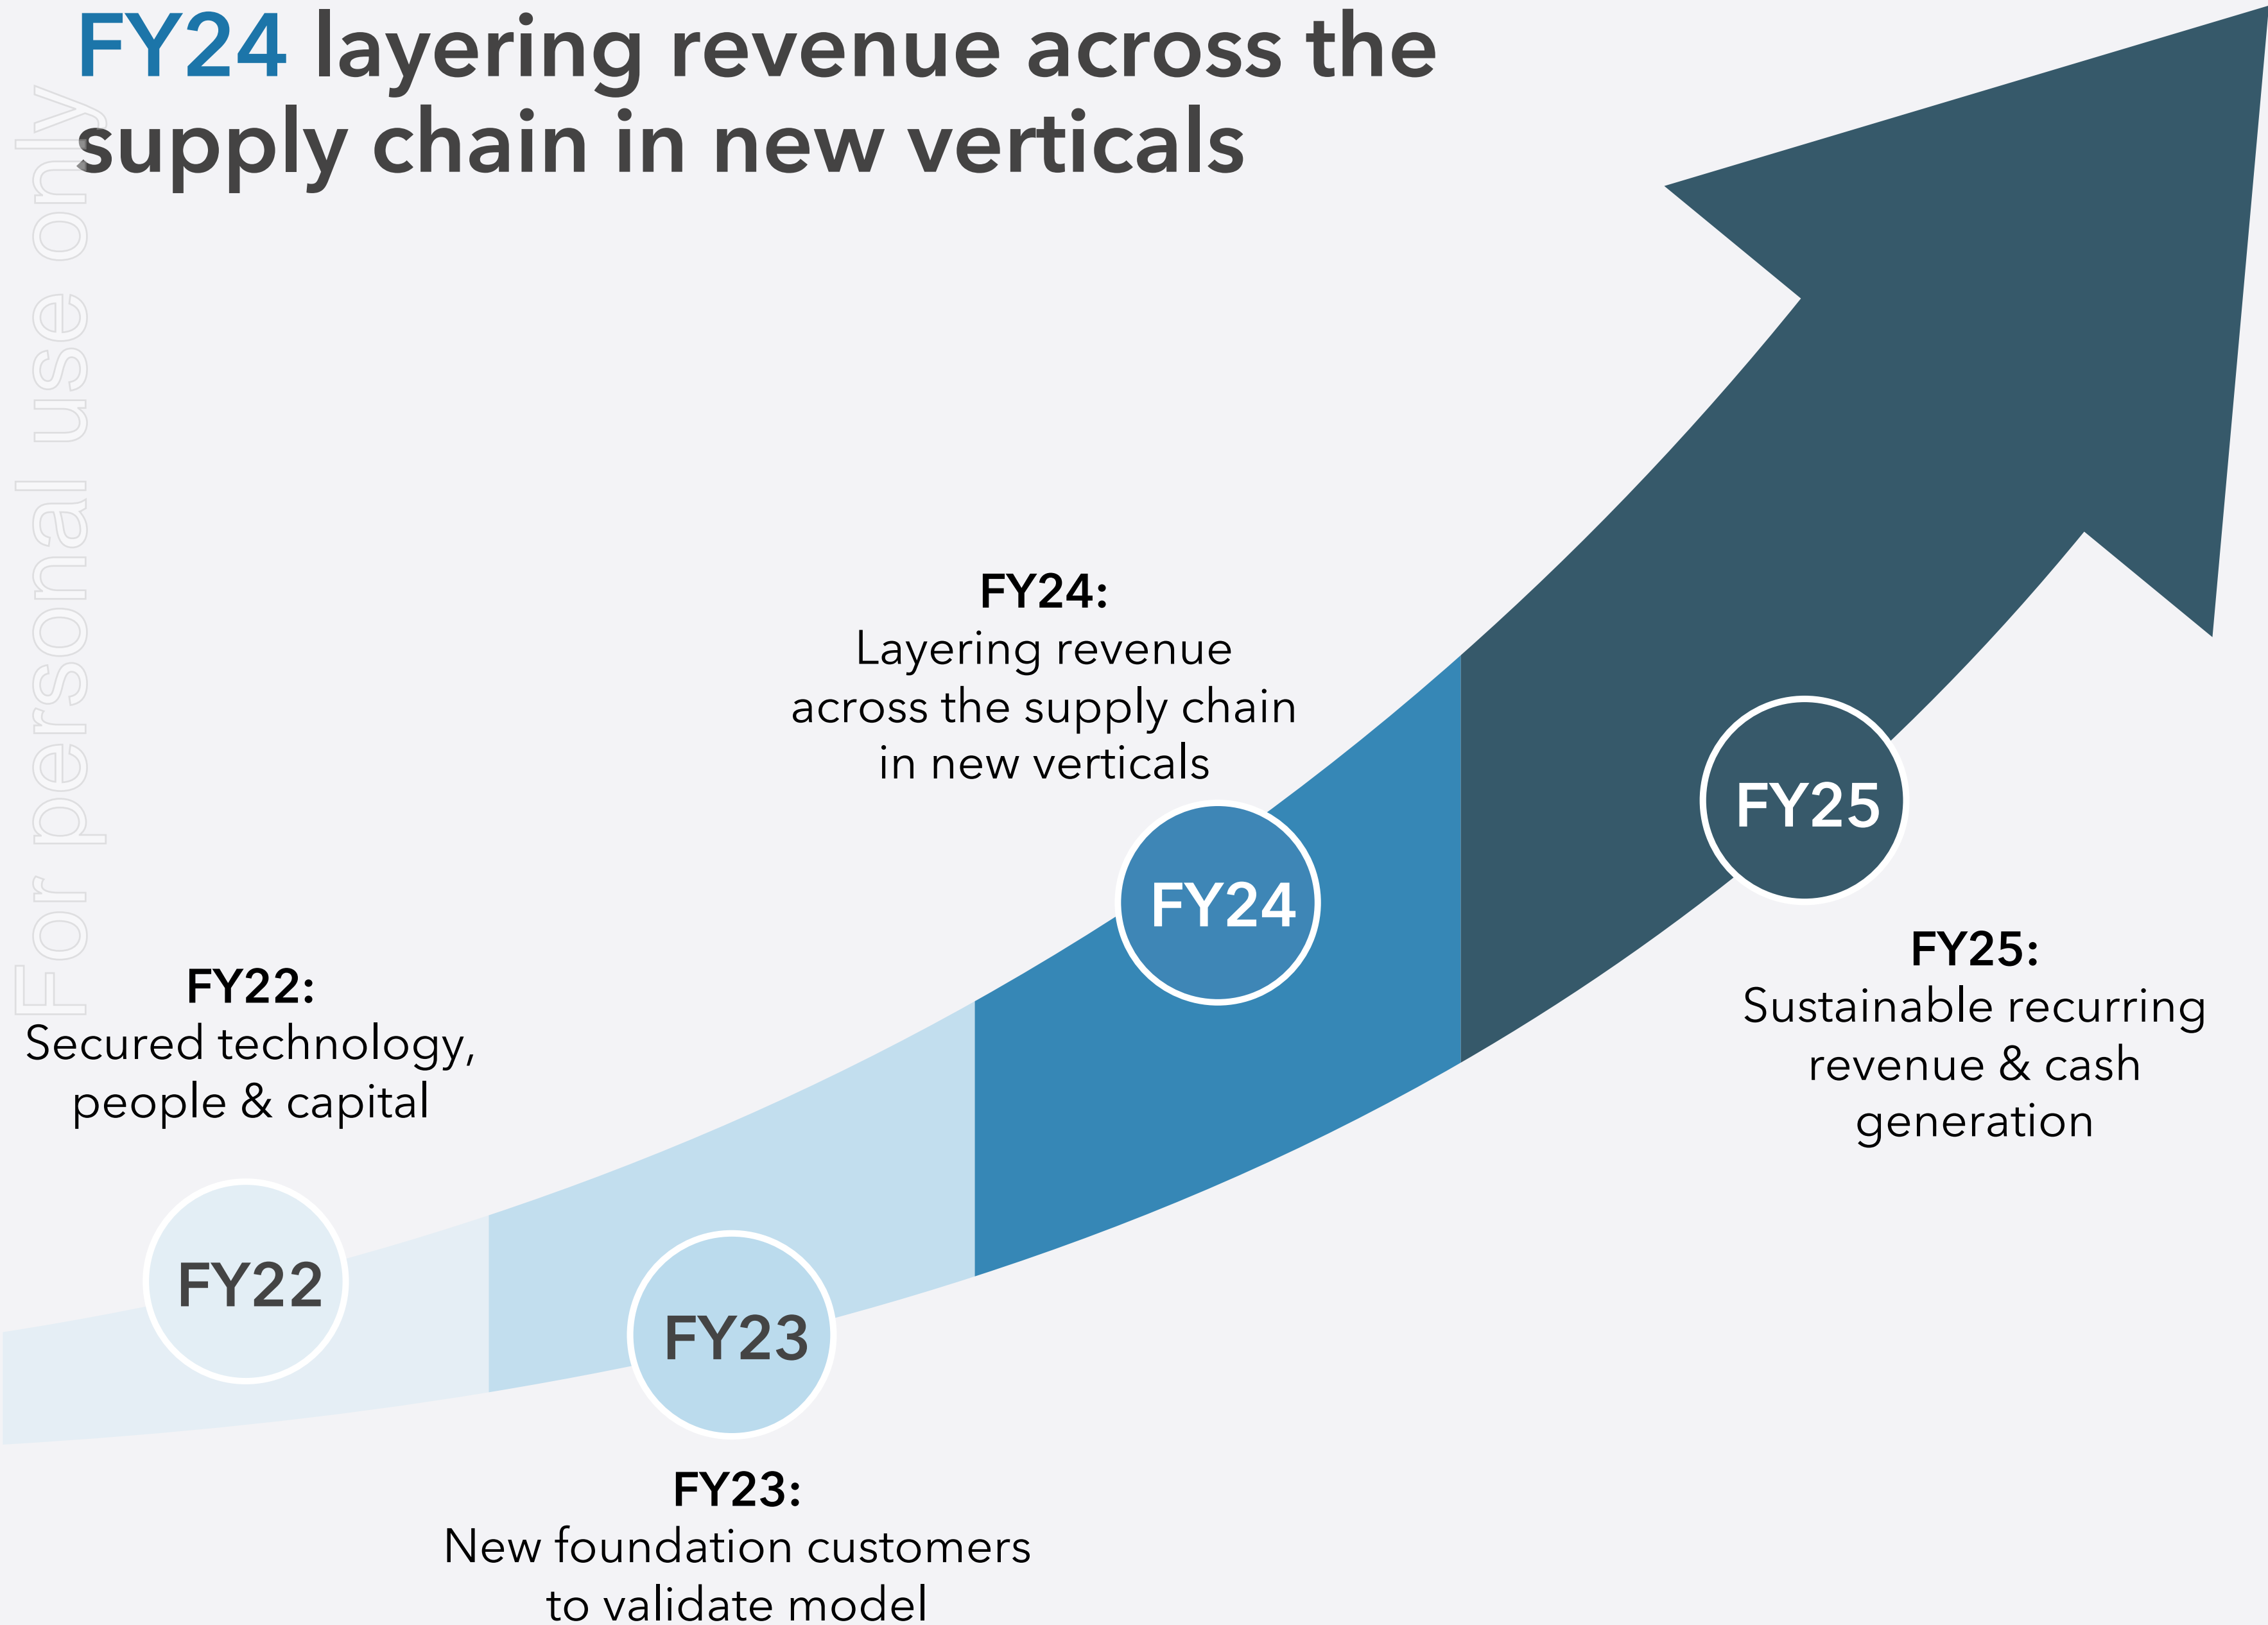 FY24 layering revenue across the
supply chain in new verticals
For personal use only
FY24:
Layering revenue
across the supply chain
in new verticals
FY24
FY25
FY25:
Sustainable recurring
revenue & cash
generation
FY22:
Secured technology,
people & capital
FY22
FY23
FY23:
New foundation customers
to validate model